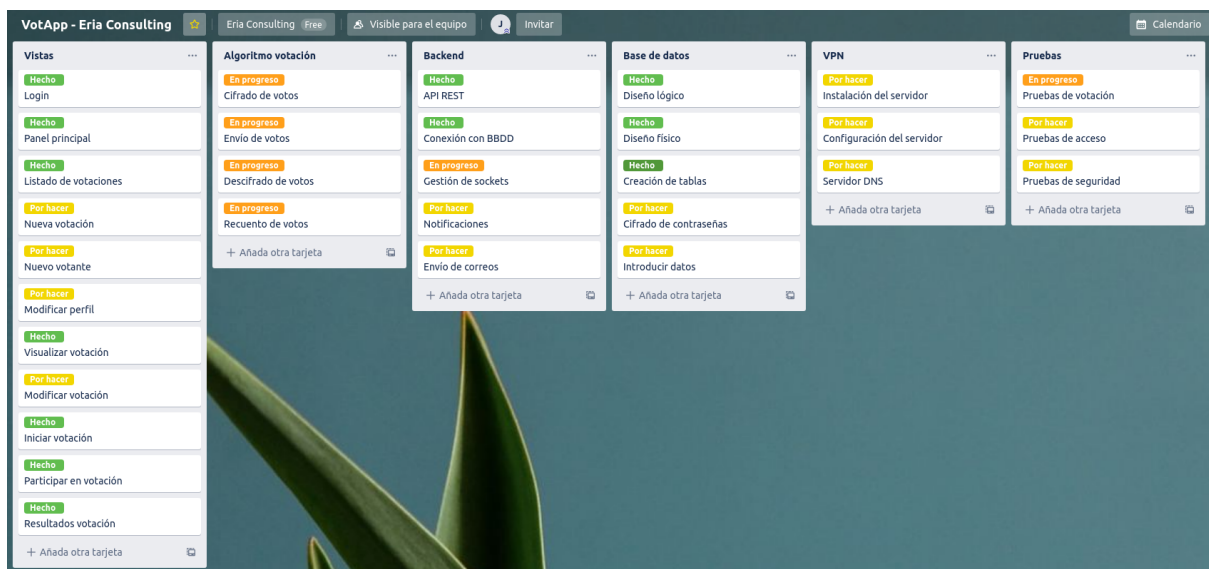 VotApp - Eria Consulting
Eria Consulting Free
Visible para el equipo
J
Invitar
Calendario
Vistas
Hecho
Login
Hecho
Panel principal
Hecho
Listado de votaciones
Por hacer
Nueva votación
Por hacer
Nuevo votante
Por hacer
Modificar perfil
Hecho
Visualizar votación
Por hacer
Modificar votación
Hecho
Iniciar votación
Hecho
Participar en votación
Hecho
Resultados votación
+ Añada otra tarjeta
Algoritmo votación
En progreso
Cifrado de votos
En progreso
Envío de votos
En progreso
Descifrado de votos
En progreso
Recuento de votos
+ Añada otra tarjeta
Backend
Hecho
API REST
Hecho
Conexión con BBDD
En progreso
Gestión de sockets
Por hacer
Notificaciones
Por hacer
Envío de correos
+ Añada otra tarjeta
Base de datos
Hecho
Diseño lógico
Hecho
Diseño físico
Hecho
Creación de tablas
Por hacer
Cifrado de contraseñas
Por hacer
Introducir datos
+ Añada otra tarjeta
VPN
Por hacer
Instalación del servidor
Por hacer
Configuración del servidor
Por hacer
Servidor DNS
+ Añada otra tarjeta
Pruebas
En progreso
Pruebas de votación
Por hacer
Pruebas de acceso
Por hacer
Pruebas de seguridad
+ Añada otra tarjeta